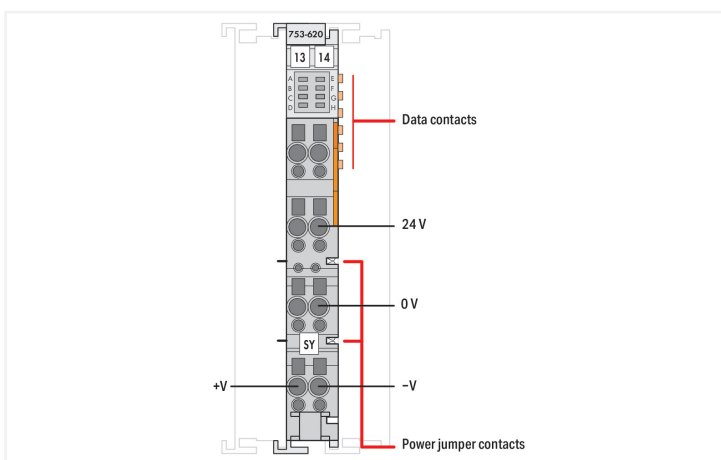 753-620
13 14
A E
B F
C G
D H
Data contacts
24 V
0 V
SY
+V –V
Power jumper contacts